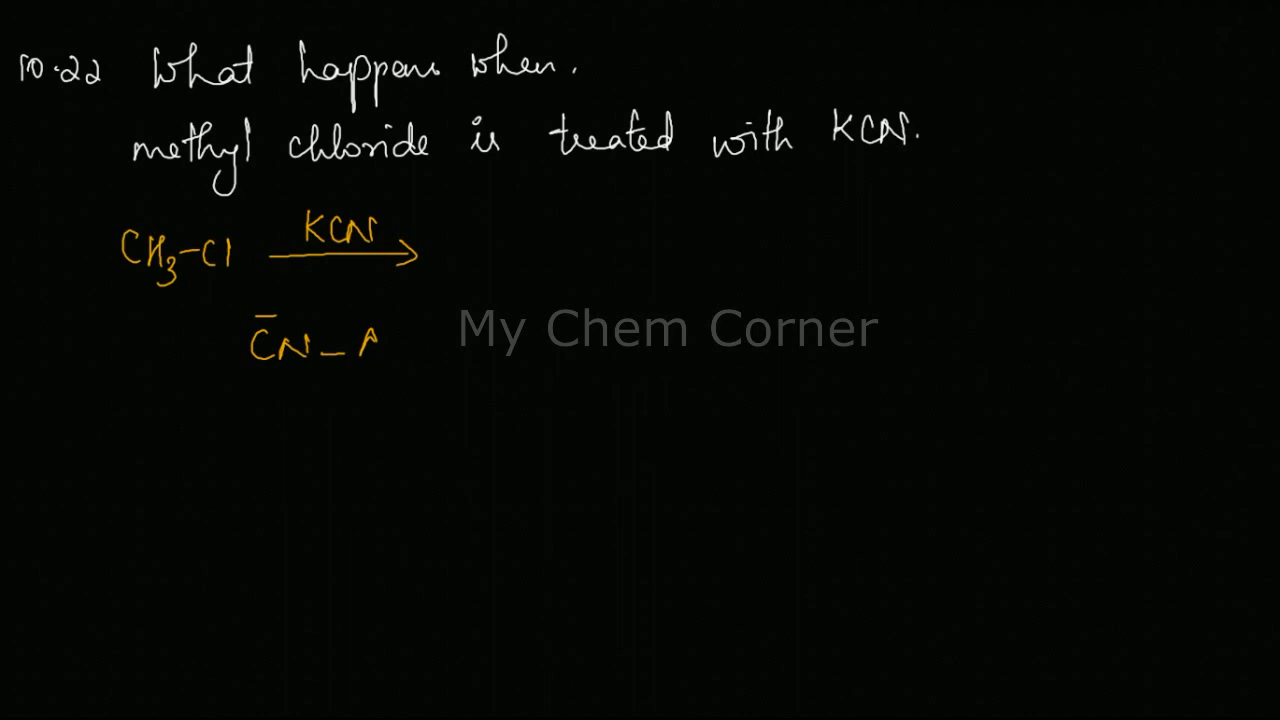 10.22 What happens when.
methyl chloride is treated with KCN.
CH₃-Cl KCN
C̄N - A
My Chem Corner